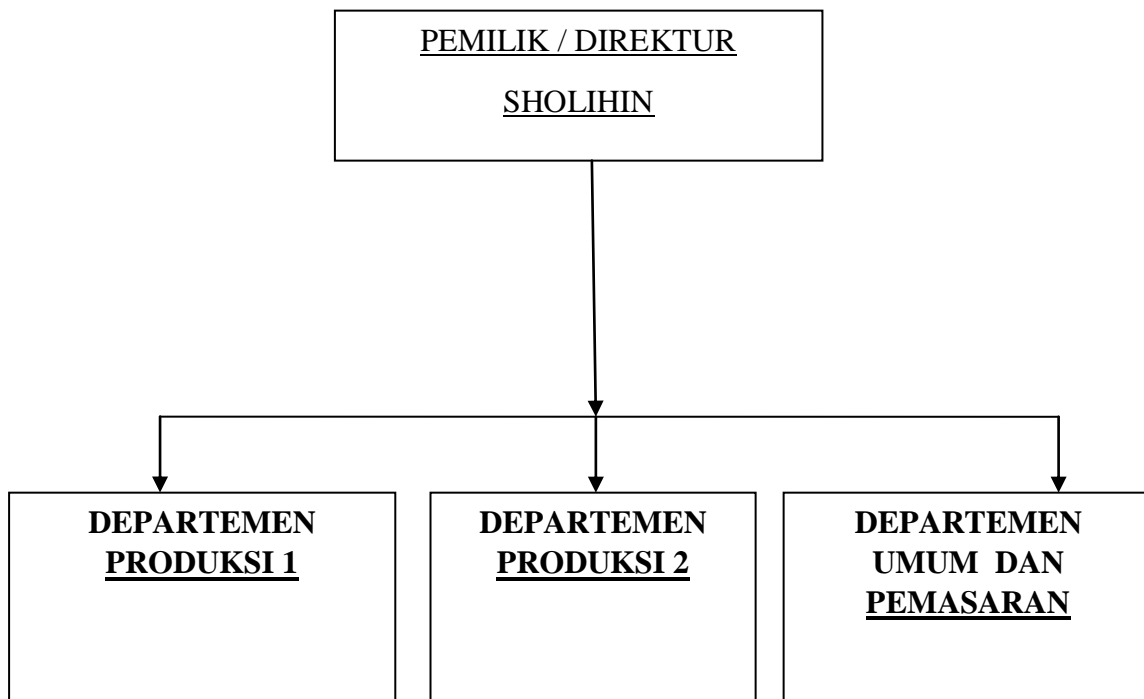 PEMILIK / DIREKTUR
SHOLIHIN
DEPARTEMEN
PRODUKSI 1
DEPARTEMEN
PRODUKSI 2
DEPARTEMEN
UMUM DAN
PEMASARAN